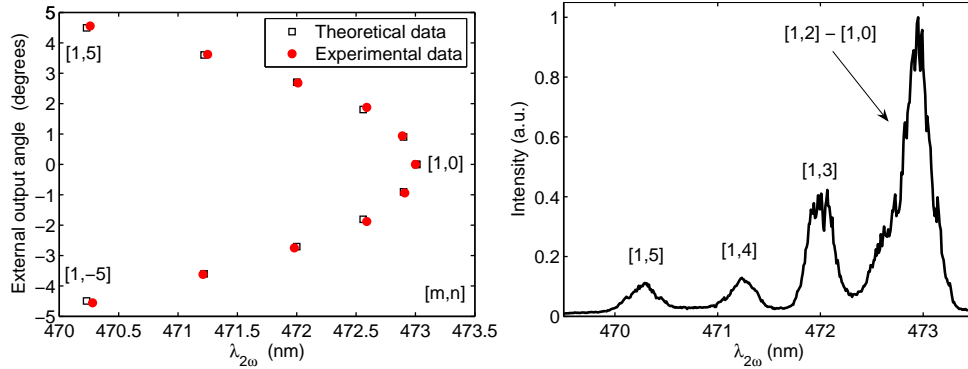 5
4
3
2
1
0
−1
−2
−3
−4
−5
External output angle (degrees)
Theoretical data
Experimental data
[1,5]
[1,0]
[1,−5]
[m,n]
470 470.5 471 471.5 472 472.5 473 473.5
λ2ω (nm)
1
0.8
0.6
0.4
0.2
0
Intensity (a.u.)
[1,2] − [1,0]
[1,3]
[1,4]
[1,5]
470 471 472 473
λ2ω (nm)